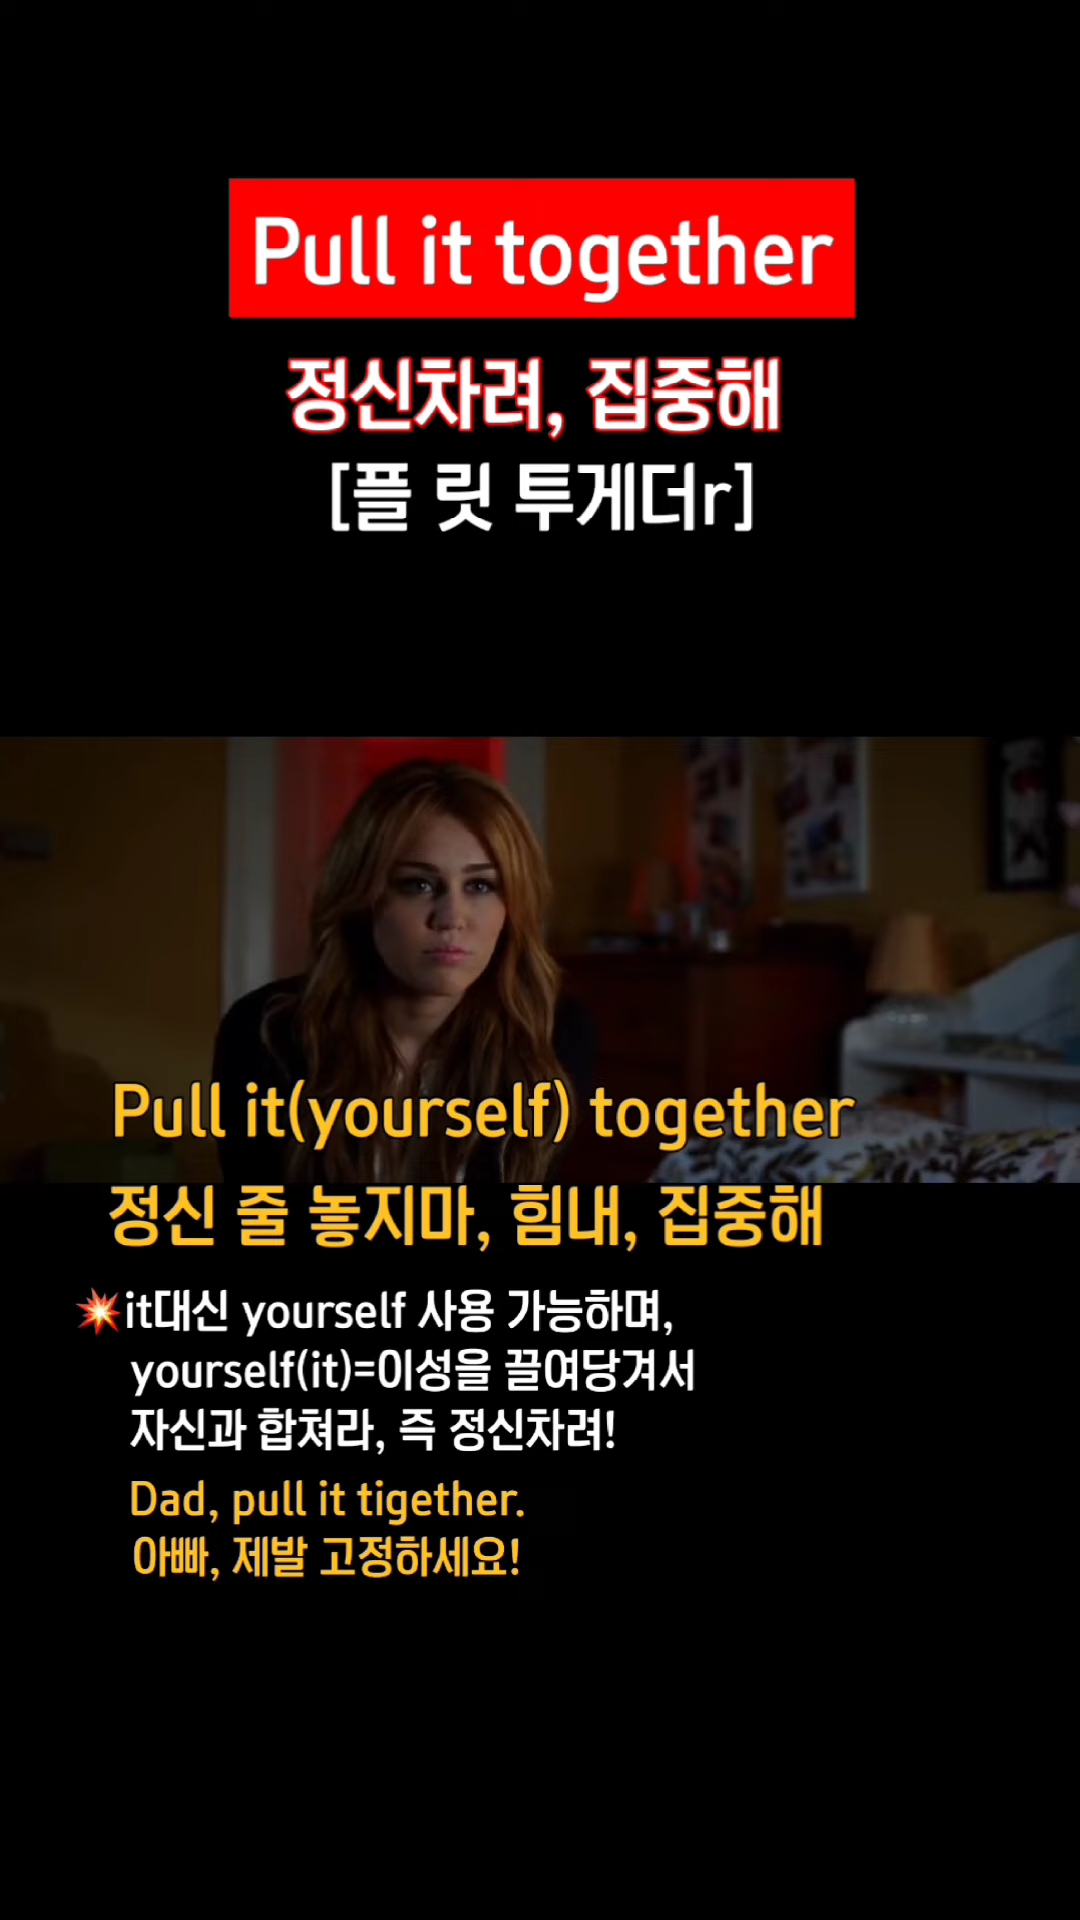 Pull it together
정신차려, 집중해
[플 릿 투게더r]
Pull it(yourself) together
정신 줄 놓지마, 힘내, 집중해
💥it대신 yourself 사용 가능하며,
yourself(it)=이성을 끌여당겨서
자신과 합쳐라, 즉 정신차려!
Dad, pull it tigether.
아빠, 제발 고정하세요!